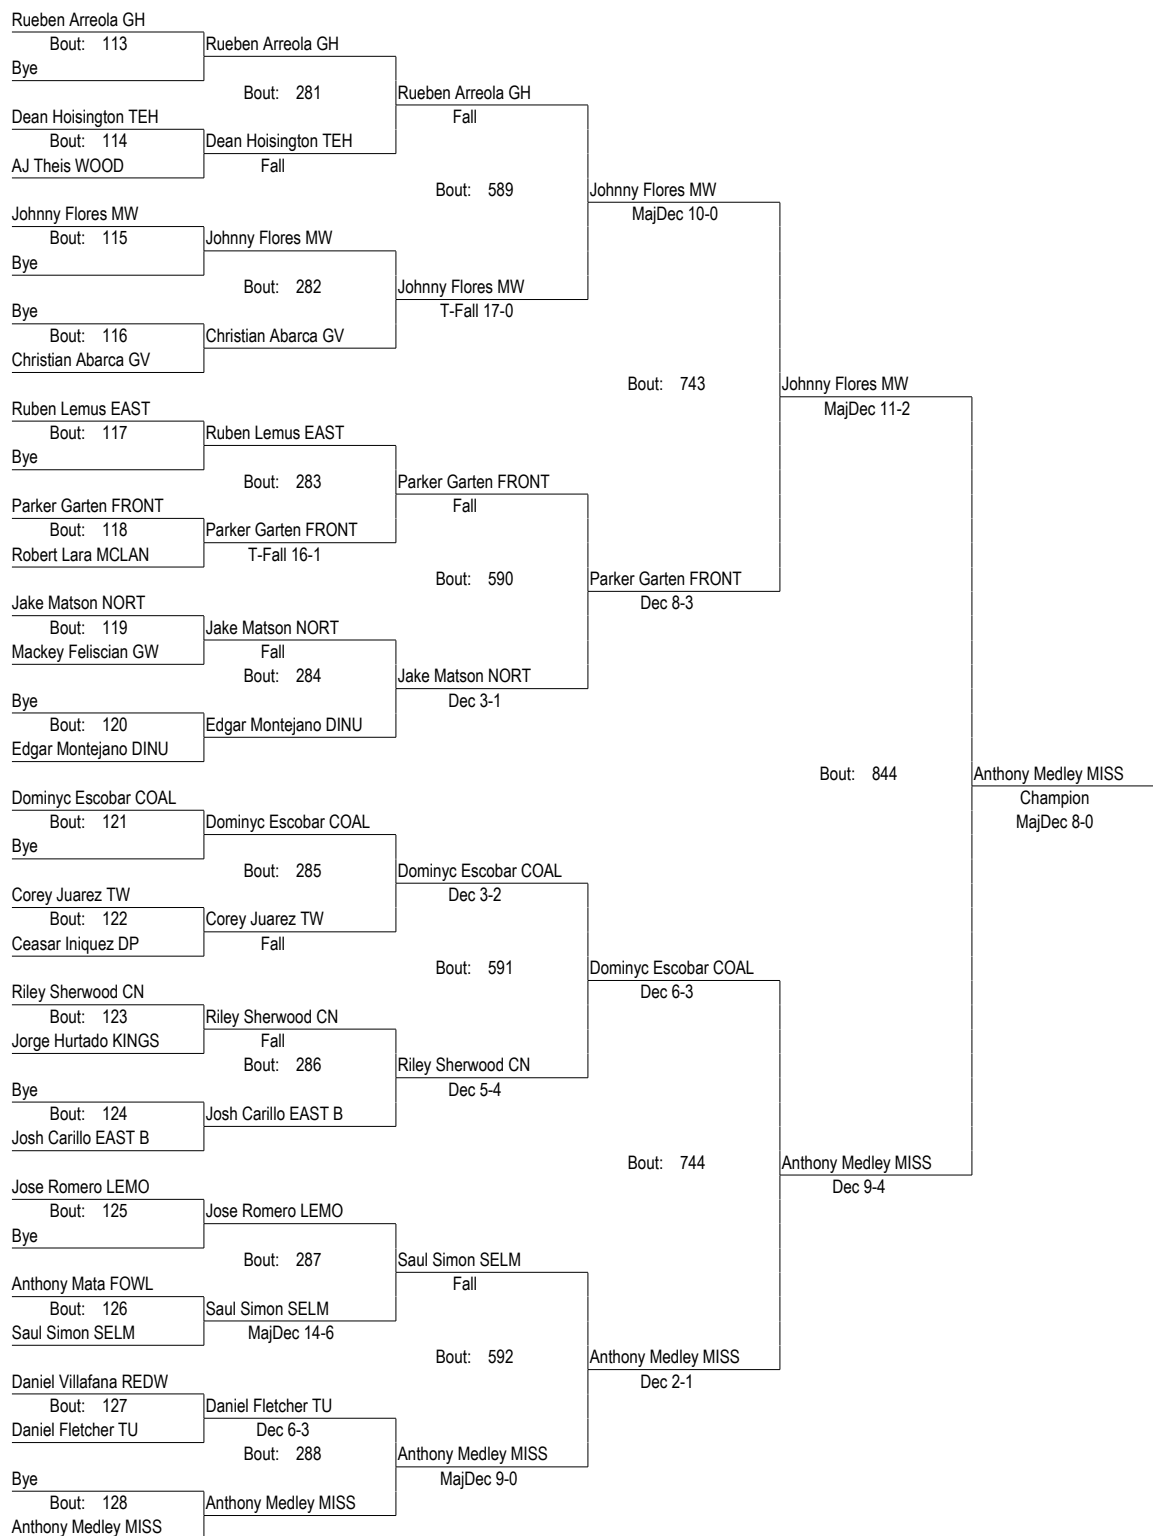 Rueben Arreola GH
Bout: 113
Rueben Arreola GH
Bye
Bout: 281
Rueben Arreola GH
Fall
Dean Hoisington TEH
Bout: 114
Dean Hoisington TEH
AJ Theis WOOD
Fall
Bout: 589
Johnny Flores MW
MajDec 10-0
Johnny Flores MW
Bout: 115
Johnny Flores MW
Bye
Bout: 282
Johnny Flores MW
T-Fall 17-0
Bye
Bout: 116
Christian Abarca GV
Christian Abarca GV
Bout: 743
Johnny Flores MW
MajDec 11-2
Ruben Lemus EAST
Bout: 117
Ruben Lemus EAST
Bye
Bout: 283
Parker Garten FRONT
Fall
Parker Garten FRONT
Bout: 118
Parker Garten FRONT
Robert Lara MCLAN
T-Fall 16-1
Bout: 590
Parker Garten FRONT
Dec 8-3
Jake Matson NORT
Bout: 119
Jake Matson NORT
Mackey Feliscian GW
Fall
Bout: 284
Jake Matson NORT
Dec 3-1
Bye
Bout: 120
Edgar Montejano DINU
Edgar Montejano DINU
Bout: 844
Anthony Medley MISS
Champion
MajDec 8-0
Dominyc Escobar COAL
Bout: 121
Dominyc Escobar COAL
Bye
Bout: 285
Dominyc Escobar COAL
Dec 3-2
Corey Juarez TW
Bout: 122
Corey Juarez TW
Ceasar Iniquez DP
Fall
Bout: 591
Dominyc Escobar COAL
Dec 6-3
Riley Sherwood CN
Bout: 123
Riley Sherwood CN
Jorge Hurtado KINGS
Fall
Bout: 286
Riley Sherwood CN
Dec 5-4
Bye
Bout: 124
Josh Carillo EAST B
Josh Carillo EAST B
Bout: 744
Anthony Medley MISS
Dec 9-4
Jose Romero LEMO
Bout: 125
Jose Romero LEMO
Bye
Bout: 287
Saul Simon SELM
Fall
Anthony Mata FOWL
Bout: 126
Saul Simon SELM
Saul Simon SELM
MajDec 14-6
Bout: 592
Anthony Medley MISS
Dec 2-1
Daniel Villafana REDW
Bout: 127
Daniel Fletcher TU
Daniel Fletcher TU
Dec 6-3
Bout: 288
Anthony Medley MISS
MajDec 9-0
Bye
Bout: 128
Anthony Medley MISS
Anthony Medley MISS